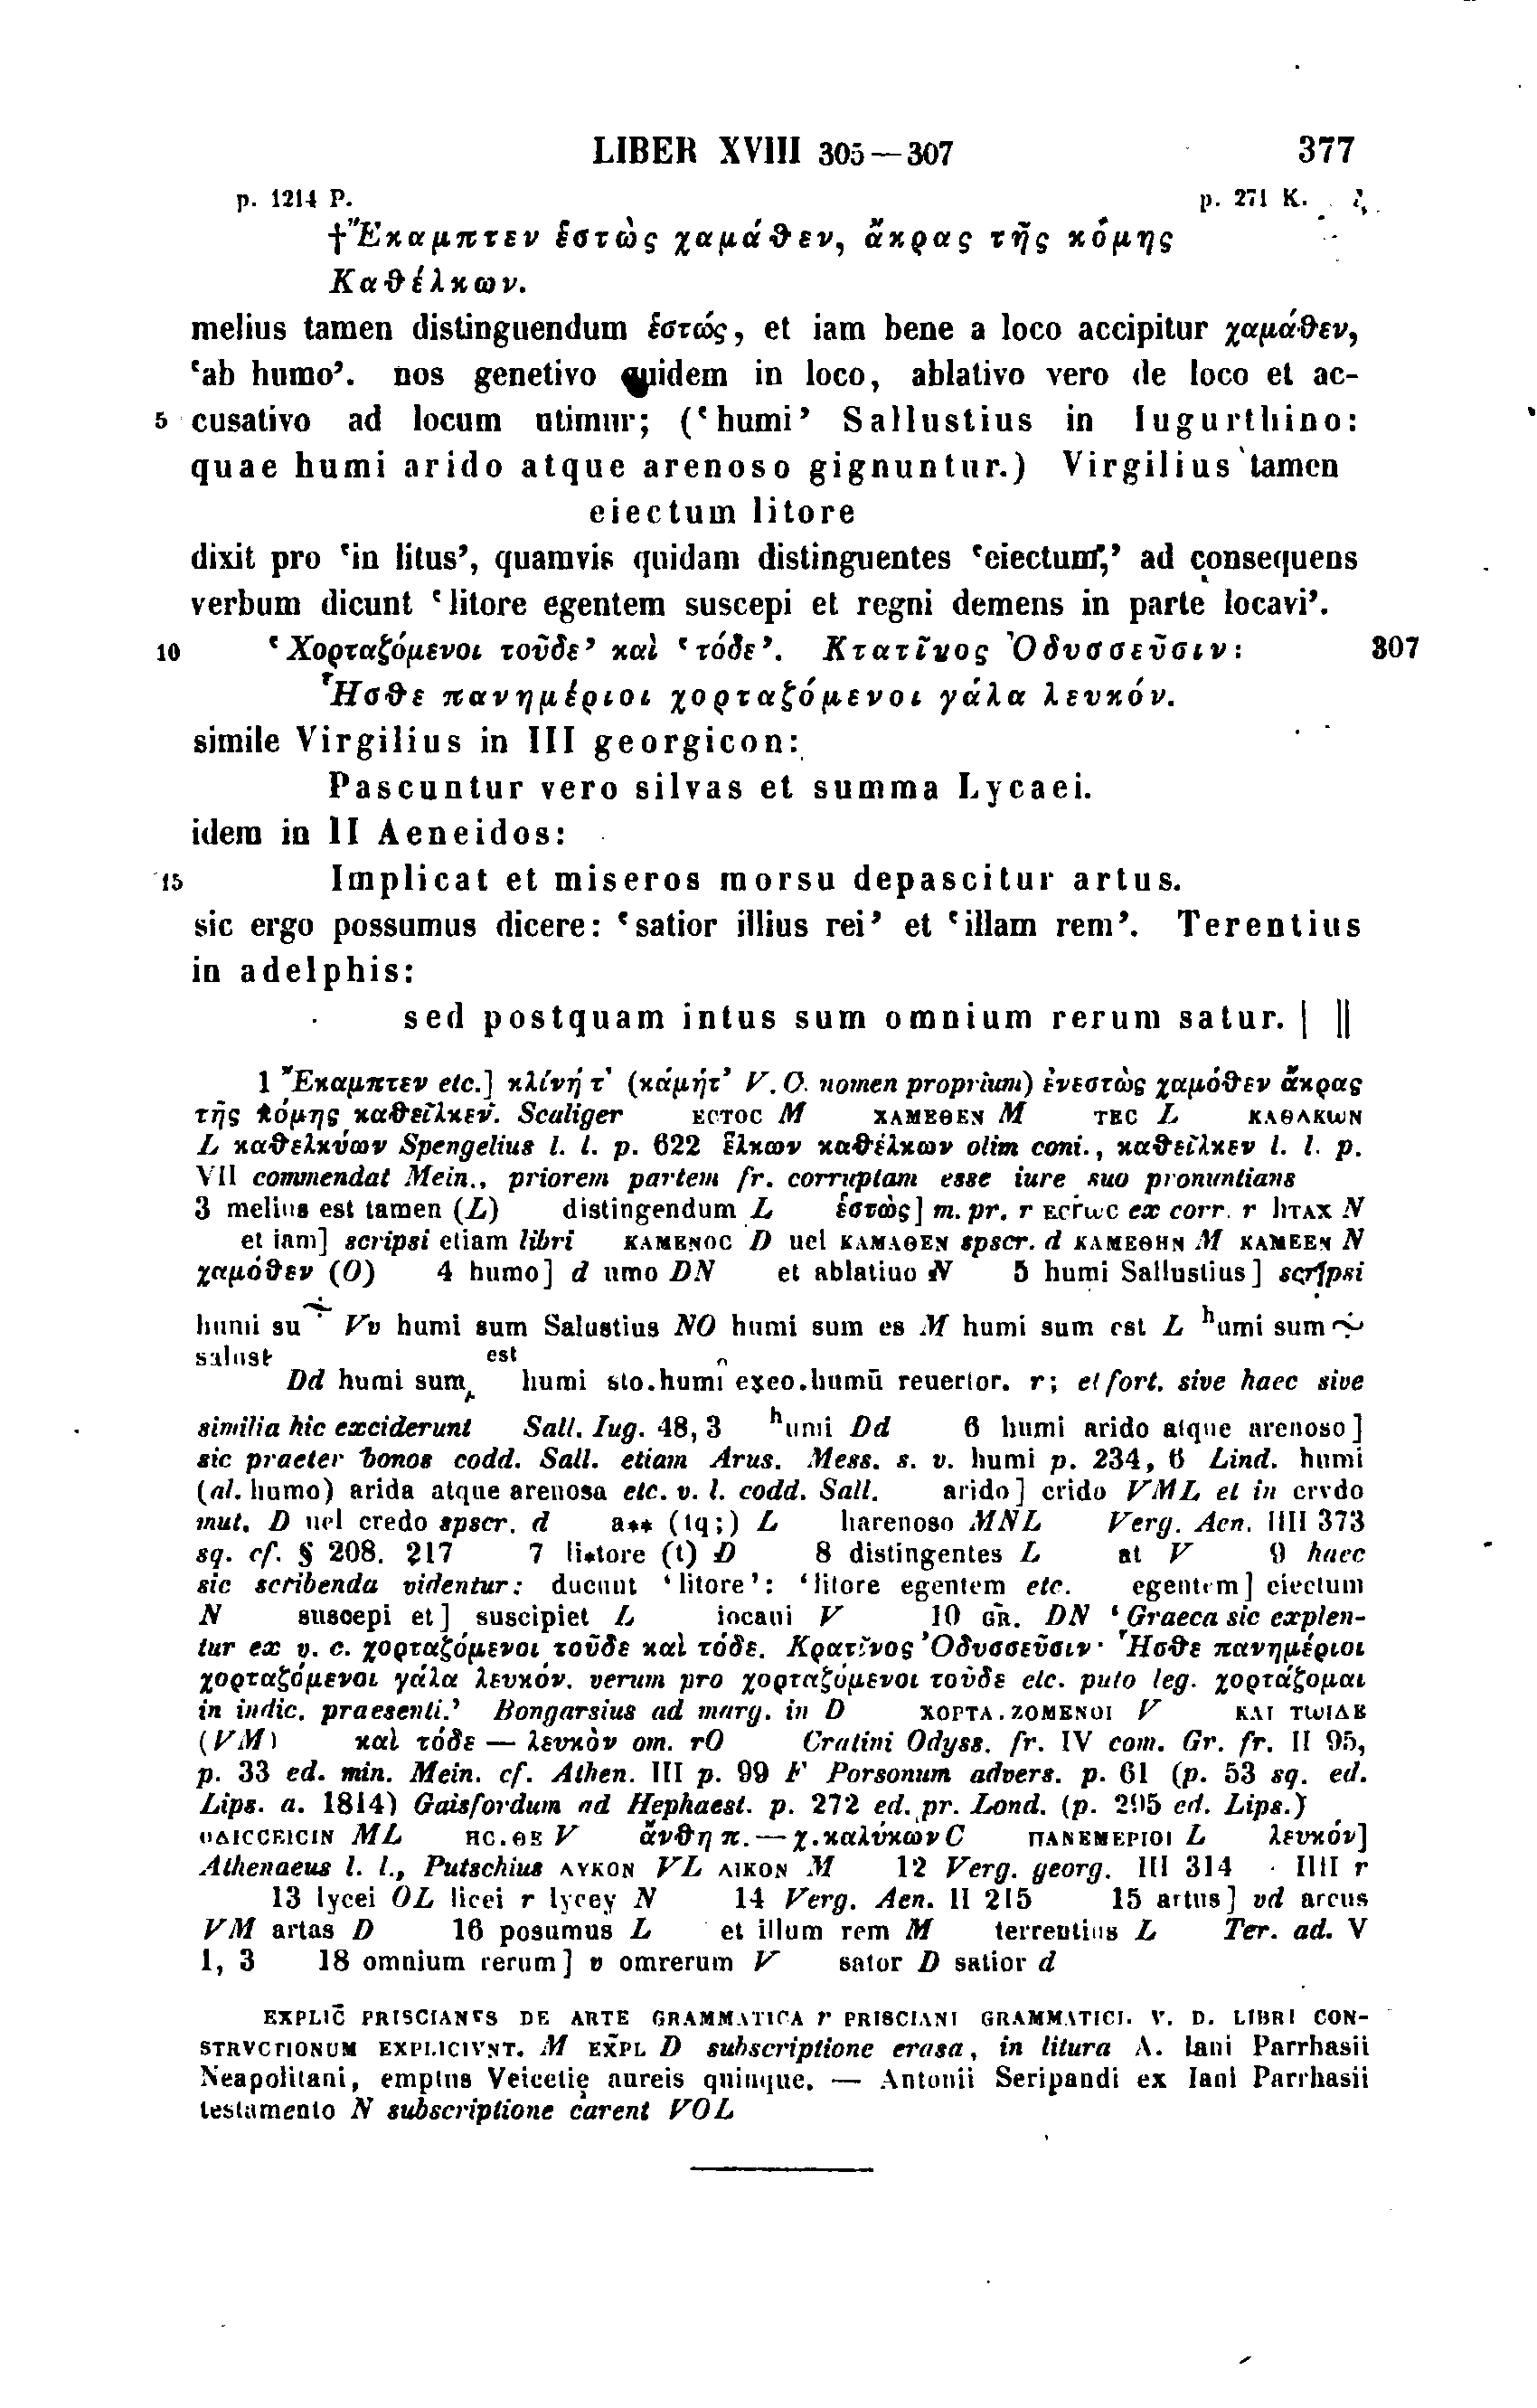 LIBER XVIII 305—307 377
p. 1214 P. p. 271 K.
†Ἔκαμπτεν ἑστὼς χαμάθεν, ἄκρας τῆς κόμης
Καθέλκων.
melius tamen distinguendum ἑστώς, et iam bene a loco accipitur χαμάθεν,
‘ab humo’. nos genetivo quidem in loco, ablativo vero de loco et ac-
5 cusativo ad locum utimur; (‘humi’ Sallustius in Iugurthino:
quae humi arido atque arenoso gignuntur.) Virgilius tamen
eiectum litore
dixit pro ‘in litus’, quamvis quidam distinguentes ‘eiectum,’ ad consequens
verbum dicunt ‘litore egentem suscepi et regni demens in parte locavi’.
10 ‘Χορταζόμενοι τοῦδε’ καὶ ‘τόδε’. Κρατῖνος Ὀδυσσεῦσιν: 307
Ἦσθε πανημέριοι χορταζόμενοι γάλα λευκόν.
simile Virgilius in III georgicon:
Pascuntur vero silvas et summa Lycaei.
idem in II Aeneidos:
15 Implicat et miseros morsu depascitur artus.
sic ergo possumus dicere: ‘satior illius rei’ et ‘illam rem’. Terentius
in adelphis:
sed postquam intus sum omnium rerum satur. | ||
1 Ἔκαμπτεν etc.] κλίνῃ τ’ (κάμῃτ’ V. O. nomen proprium) ἐνεστὼς χαμόθεν ἄκρας
τῆς κόμης καθεῖλκεν. Scaliger ΕСΤΟС M ΧΑΜΕΘΕΝ M ΤΕС L ΚΑΘΛΚωΝ
L καθελκύων Spengelius l. l. p. 622 ἕλκων καθέλκων olim coni., καθεῖλκεν l. l. p.
VII commendat Mein., priorem partem fr. corruptam esse iure suo pronuntians
3 melius est tamen (L) distingendum L ἑστὼς] m. pr. r ΕСΓωС ex corr. r hΤΑΧ N
et iam] scripsi etiam libri ΚΑΜΕΝΟС D uel ΚΑΜΑΘΕΝ spscr. d ΚΑΜΕΘΗΝ M ΚΑΜΕΕΝ N
χαμόθεν (O) 4 humo] d umo DN et ablatiuo N 5 humi Sallustius] scripsi
humi su ÷ Vv humi sum Salustius NO humi sum es M humi sum est L humi sum ÷
salust est
Dd humi sum humi sto. humi exeo. humū reuertor. r; et fort. sive haec sive
similia hic exciderunt Sall. Iug. 48, 3 humi Dd 6 humi arido atque arenoso]
sic praeter bonos codd. Sall. etiam Arus. Mess. s. v. humi p. 234, 6 Lind. humi
(al. humo) arida atque arenosa etc. v. l. codd. Sall. arido] crido VML et in crvdo
mut. D uel credo spscr. d a** (tq;) L harenoso MNL Verg. Aen. IIII 373
sq. cf. § 208. 217 7 li*tore (t) D 8 distingentes L at V 9 haec
sic scribenda videntur: ducunt ‘litore’: ‘litore egentem etc. egentem] eiectum
N susoepi et] suscipiet L iocaui V 10 GR. DN ‘Graeca sic explen-
tur ex v. c. χορταζόμενοι τοῦδε καὶ τόδε. Κρατῖνος Ὀδυσσεῦσιν· Ἦσθε πανημέριοι
χορταζόμενοι γάλα λευκόν. verum pro χορταζόμενοι τοῦδε etc. puto leg. χορτάζομαι
in indic. praesenti.’ Bongarsius ad marg. in D ΧΟΡΤΑ.ΖΟΜΕΝΟΙ V ΚΑΙ ΤωΙΔΕ
(VM) καὶ τόδε — λευκὸν om. rO Cratini Odyss. fr. IV com. Gr. fr. II 95,
p. 33 ed. min. Mein. cf. Athen. III p. 99 F Porsonum advers. p. 61 (p. 53 sq. ed.
Lips. a. 1814) Gaisfordum ad Hephaest. p. 272 ed. pr. Lond. (p. 295 ed. Lips.)
ΟΔΙССΕΙСΙΝ ML ΗС.ΘΕ V ἄνθη π.—χ. καλύκων C ΠΑΝΕΜΕΡΙΟΙ L λευκόν]
Athenaeus l. l., Putschius ΛΥΚΟΝ VL ΛΙΚΟΝ M 12 Verg. georg. III 314 IIII r
13 lycei OL licei r lycey N 14 Verg. Aen. II 215 15 artus] vd arcus
VM artas D 16 posumus L et illum rem M terrentius L Ter. ad. V
1, 3 18 omnium rerum] v omrerum V sator D satior d
EXPLIC̄ PRISCIANVS DE ARTE GRAMMATICA r PRISCIANI GRAMMATICI. V. D. LIBRI CON-
STRVCTIONUM EXPLICIVNT. M EX̄PL D subscriptione erasa, in litura A. Iani Parrhasii
Neapolitani, emptus Veicetię aureis quinque. — Antonii Seripandi ex Iani Parrhasii
testamento N subscriptione carent VOL